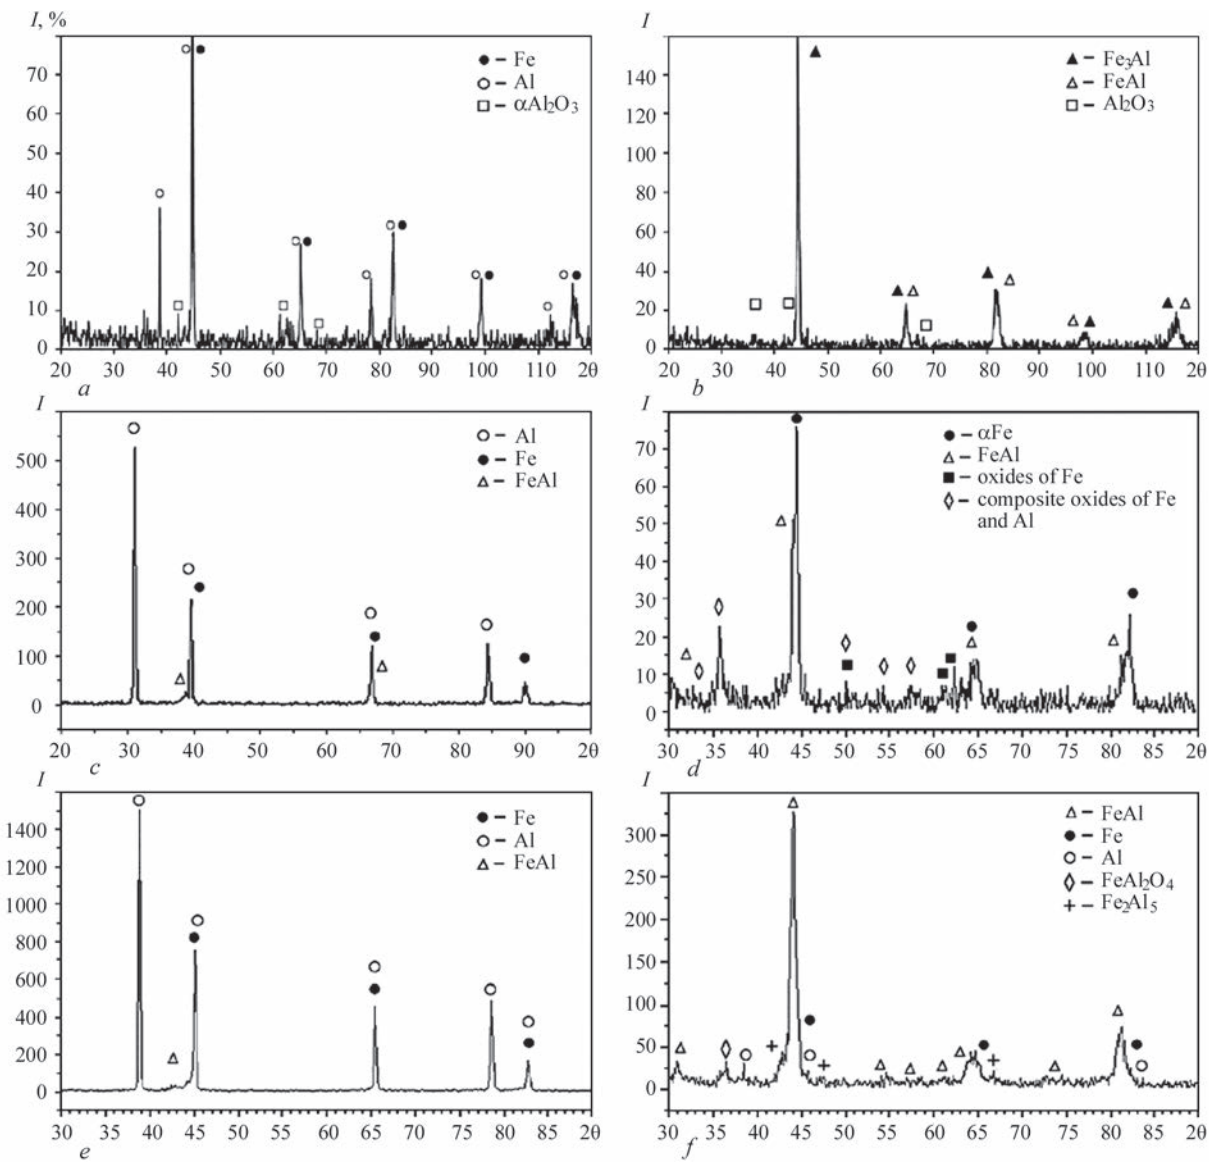 I, %
Fe
Al
αAl2O3
70
60
50
40
30
20
10
0
20 30 40 50 60 70 80 90 100 110 2θ
a
I
Fe3Al
FeAl
Al2O3
140
120
100
80
60
40
20
0
20 30 40 50 60 70 80 90 100 110 2θ
b
I
Al
Fe
FeAl
500
400
300
200
100
0
20 30 40 50 60 70 80 90 2θ
c
I
αFe
FeAl
oxides of Fe
composite oxides of Fe
and Al
70
60
70
50
40
30
20
10
0
30 35 40 45 50 55 60 65 70 75 80 85 2θ
d
I
Fe
Al
FeAl
1400
1200
1000
800
600
400
200
0
30 35 40 45 50 55 60 65 70 75 80 85 2θ
e
I
FeAl
Fe
Al
FeAl2O4
Fe2Al5
300
250
200
150
100
50
0
30 35 40 45 50 55 60 65 70 75 80 85 2θ
f